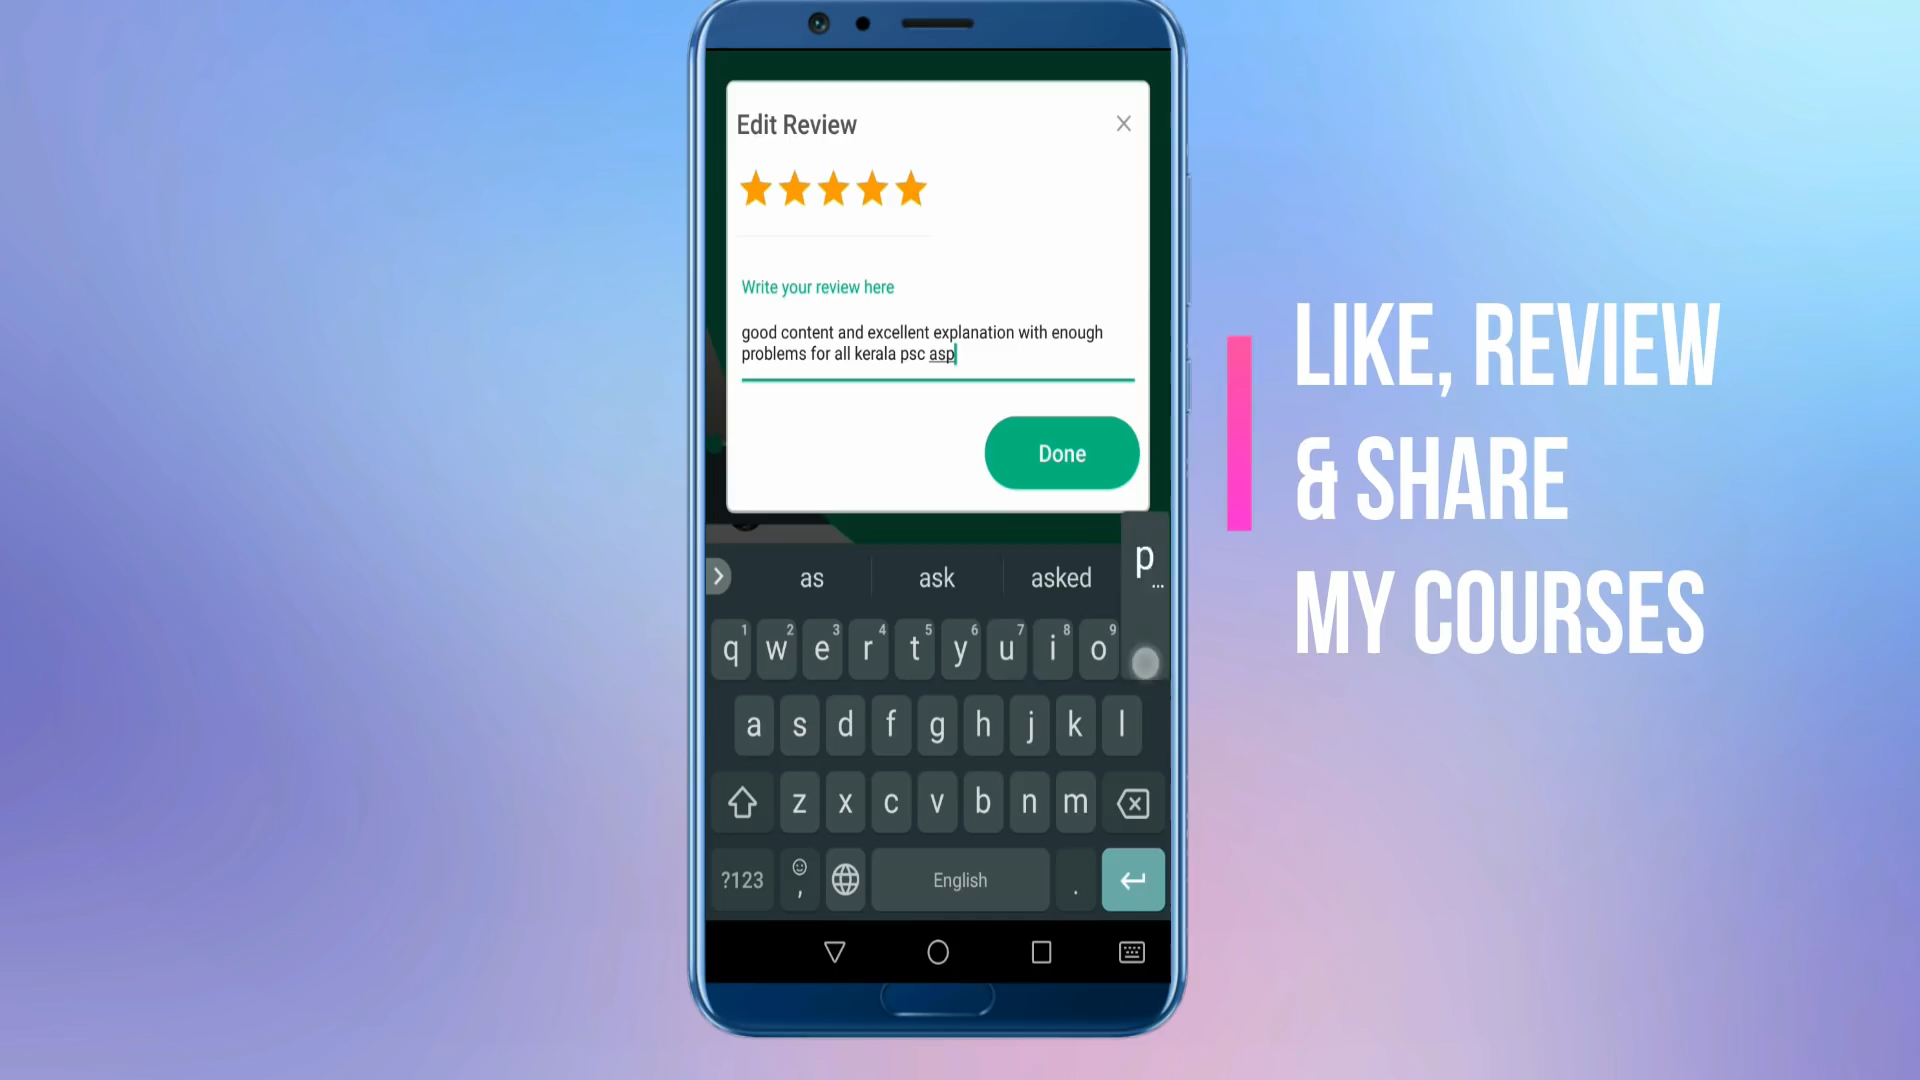 Edit Review
Write your review here
good content and excellent explanation with enough
problems for all kerala psc asp
Done
as ask asked p
...
1 2 3 4 5 6 7 8 9
q w e r t y u i o
a s d f g h j k l
z x c v b n m
?123 , English .
LIKE, REVIEW
& SHARE
MY COURSES